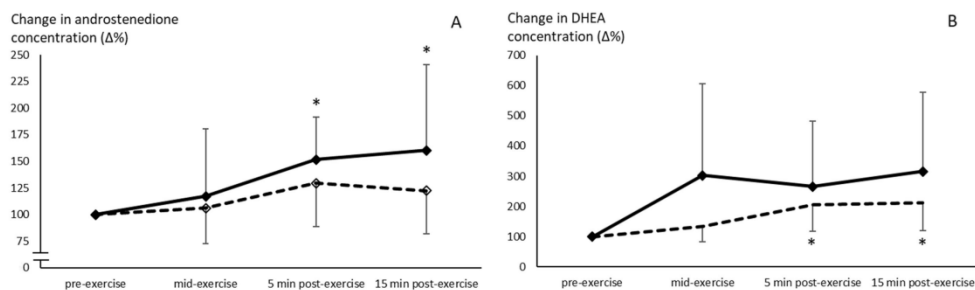 Change in androstenedione
concentration (Δ%)
A
250
225
200
175
150
125
100
75
0
*
*
pre-exercise
mid-exercise
5 min post-exercise
15 min post-exercise
Change in DHEA
concentration (Δ%)
B
700
600
500
400
300
200
100
0
*
*
pre-exercise
mid-exercise
5 min post-exercise
15 min post-exercise